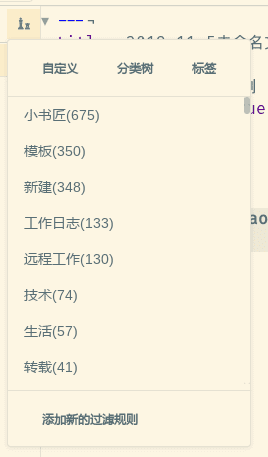 自定义 分类树 标签
小书匠(675)
模板(350)
新建(348)
工作日志(133)
远程工作(130)
技术(74)
生活(57)
转载(41)
添加新的过滤规则